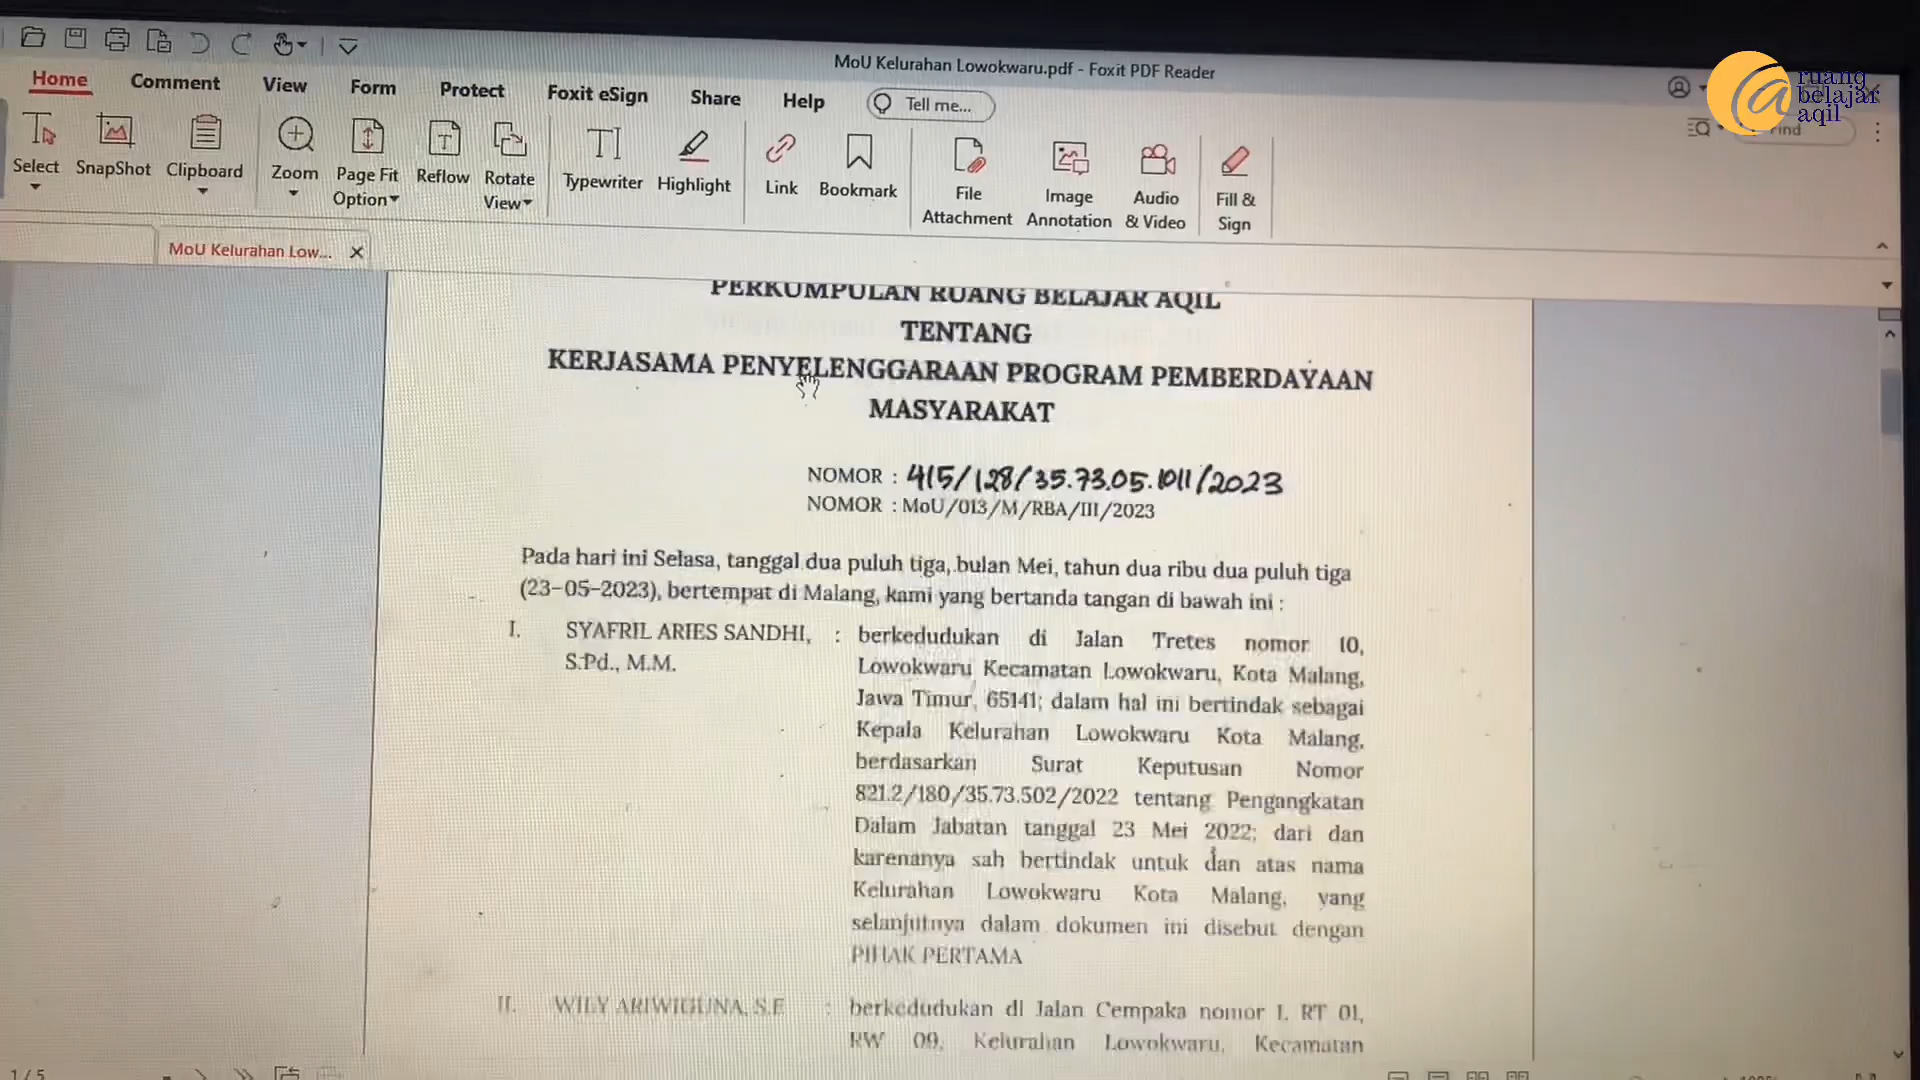 MoU Kelurahan Lowokwaru.pdf - Foxit PDF Reader
ruang
belajar
aqil
Home Comment View Form Protect Foxit eSign Share Help Tell me...
Find
Select SnapShot Clipboard Zoom Page Fit Option Reflow Rotate View Typewriter Highlight Link Bookmark File Attachment Image Annotation Audio & Video Fill & Sign
MoU Kelurahan Low...
PERKUMPULAN RUANG BELAJAR AQIL
TENTANG
KERJASAMA PENYELENGGARAAN PROGRAM PEMBERDAYAAN
MASYARAKAT
NOMOR : 415/128/35.73.05.1011/2023
NOMOR : MoU/013/M/RBA/III/2023
Pada hari ini Selasa, tanggal dua puluh tiga, bulan Mei, tahun dua ribu dua puluh tiga
(23-05-2023), bertempat di Malang, kami yang bertanda tangan di bawah ini :
I. SYAFRIL ARIES SANDHI, : berkedudukan di Jalan Tretes nomor 10,
S.Pd., M.M. Lowokwaru Kecamatan Lowokwaru, Kota Malang,
Jawa Timur, 65141; dalam hal ini bertindak sebagai
Kepala Kelurahan Lowokwaru Kota Malang,
berdasarkan Surat Keputusan Nomor
821.2/180/35.73.502/2022 tentang Pengangkatan
Dalam Jabatan tanggal 23 Mei 2022; dari dan
karenanya sah bertindak untuk dan atas nama
Kelurahan Lowokwaru Kota Malang, yang
selanjutnya dalam dokumen ini disebut dengan
PIHAK PERTAMA
II. WILY ARIWIGUNA, S.E : berkedudukan di Jalan Cempaka nomor 1, RT 01,
RW 09, Kelurahan Lowokwaru, Kecamatan
1 / 5